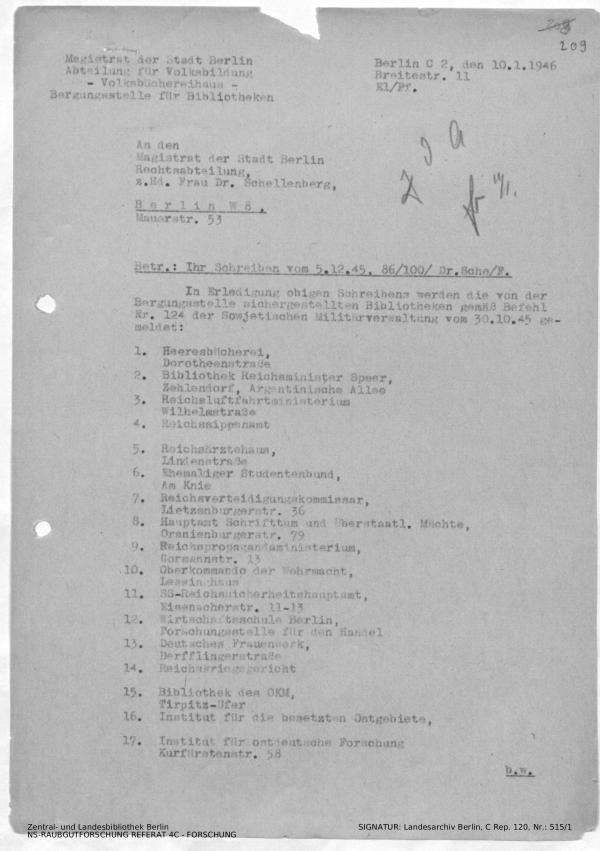 209
Magistrat der Stadt Berlin
Abteilung für Volksbildung
- Volksbüchereihaus -
Bergungsstelle für Bibliotheken
Berlin C 2, den 10.1.1946
Breitestr. 11
El/Pf.
An den
Magistrat der Stadt Berlin
Rechtsabteilung,
z.Hd. Frau Dr. Schellenberg,
B e r l i n  W 8 ,
Mauerstr. 53
Betr.: Ihr Schreiben vom 5.12.45. 86/100/ Dr.Sche/F.
In Erledigung obigen Schreibens werden die von der
Bergungsstelle sichergestellten Bibliotheken gemäß Befehl
Nr. 124 der Sowjetischen Militärverwaltung vom 30.10.45 ge-
meldet:
1. Heeresbücherei,
Dorotheenstraße
2. Bibliothek Reichsminister Speer,
Zehlendorf, Argentinische Allee
3. Reichsluftfahrtministerium
Wilhelmstraße
4. Reichssippenamt
5. Reichsärztehaus,
Lindenstraße
6. Ehemaliger Studentenbund,
Am Knie
7. Reichsverteidigungskommissar,
Lietzenburgerstr. 36
8. Hauptamt Schrifttum und Überstaatl. Mächte,
Oranienburgerstr. 79
9. Reichspropagandaministerium,
Gormannstr. 13
10. Oberkommando der Wehrmacht,
Lessinghaus
11. SS-Reichssicherheitshauptamt,
Eisenacherstr. 11-13
12. Wirtschaftsschule Berlin,
Forschungsstelle für den Handel
13. Deutsches Frauenwerk,
Derfflingerstraße
14. Reichskriegsgericht
15. Bibliothek des OKM,
Tirpitz-Ufer
16. Institut für die besetzten Ostgebiete,
17. Institut für ostdeutsche Forschung
Kurfürstenstr. 58
b.w.
Zentral- und Landesbibliothek Berlin
NS-RAUBGUTFORSCHUNG REFERAT 4C - FORSCHUNG
SIGNATUR: Landesarchiv Berlin, C Rep. 120, Nr.: 515/1